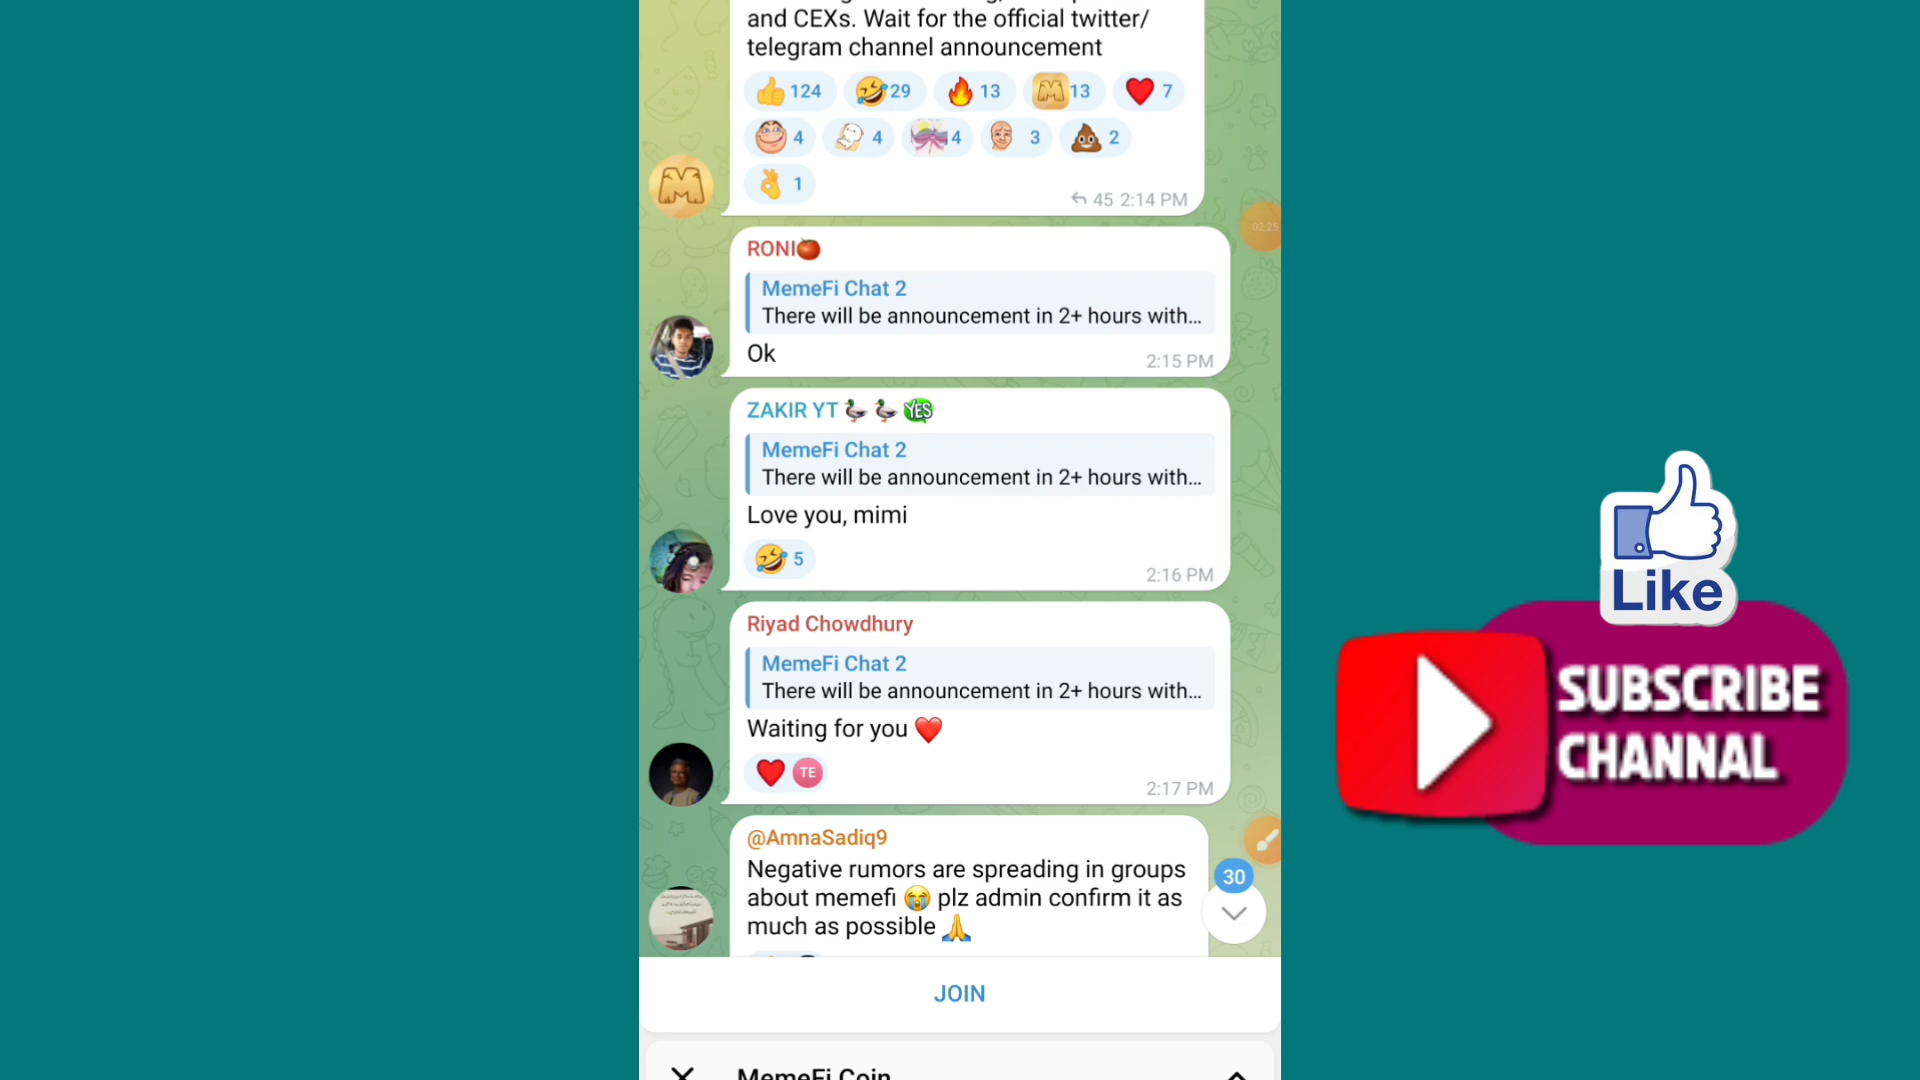 and CEXs. Wait for the official twitter/
telegram channel announcement
124 29 13 13 7
4 4 4 3 2
1
45 2:14 PM
02:25
RONI
MemeFi Chat 2
There will be announcement in 2+ hours with...
Ok
2:15 PM
ZAKIR YT YES
MemeFi Chat 2
There will be announcement in 2+ hours with...
Love you, mimi
5
2:16 PM
Riyad Chowdhury
MemeFi Chat 2
There will be announcement in 2+ hours with...
Waiting for you ❤️
TE
2:17 PM
@AmnaSadiq9
Negative rumors are spreading in groups
about memefi 😭 plz admin confirm it as
much as possible 🙏
30
JOIN
MemeFi Coin
Like
SUBSCRIBE
CHANNAL